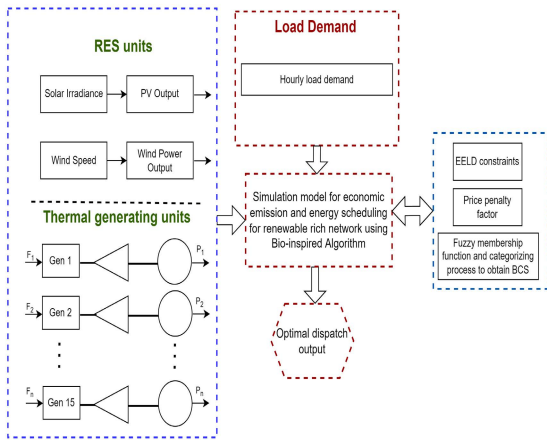 RES units
Solar Irradiance
PV Output
Wind Speed
Wind Power
Output
Thermal generating units
F1
Gen 1
P1
F2
Gen 2
P2
Fn
Gen 15
Pn
Load Demand
Hourly load demand
Simulation model for economic
emission and energy scheduling
for renewable rich network using
Bio-inspired Algorithm
Optimal dispatch
output
EELD constraints
Price penalty
factor
Fuzzy membership
function and categorizing
process to obtain BCS